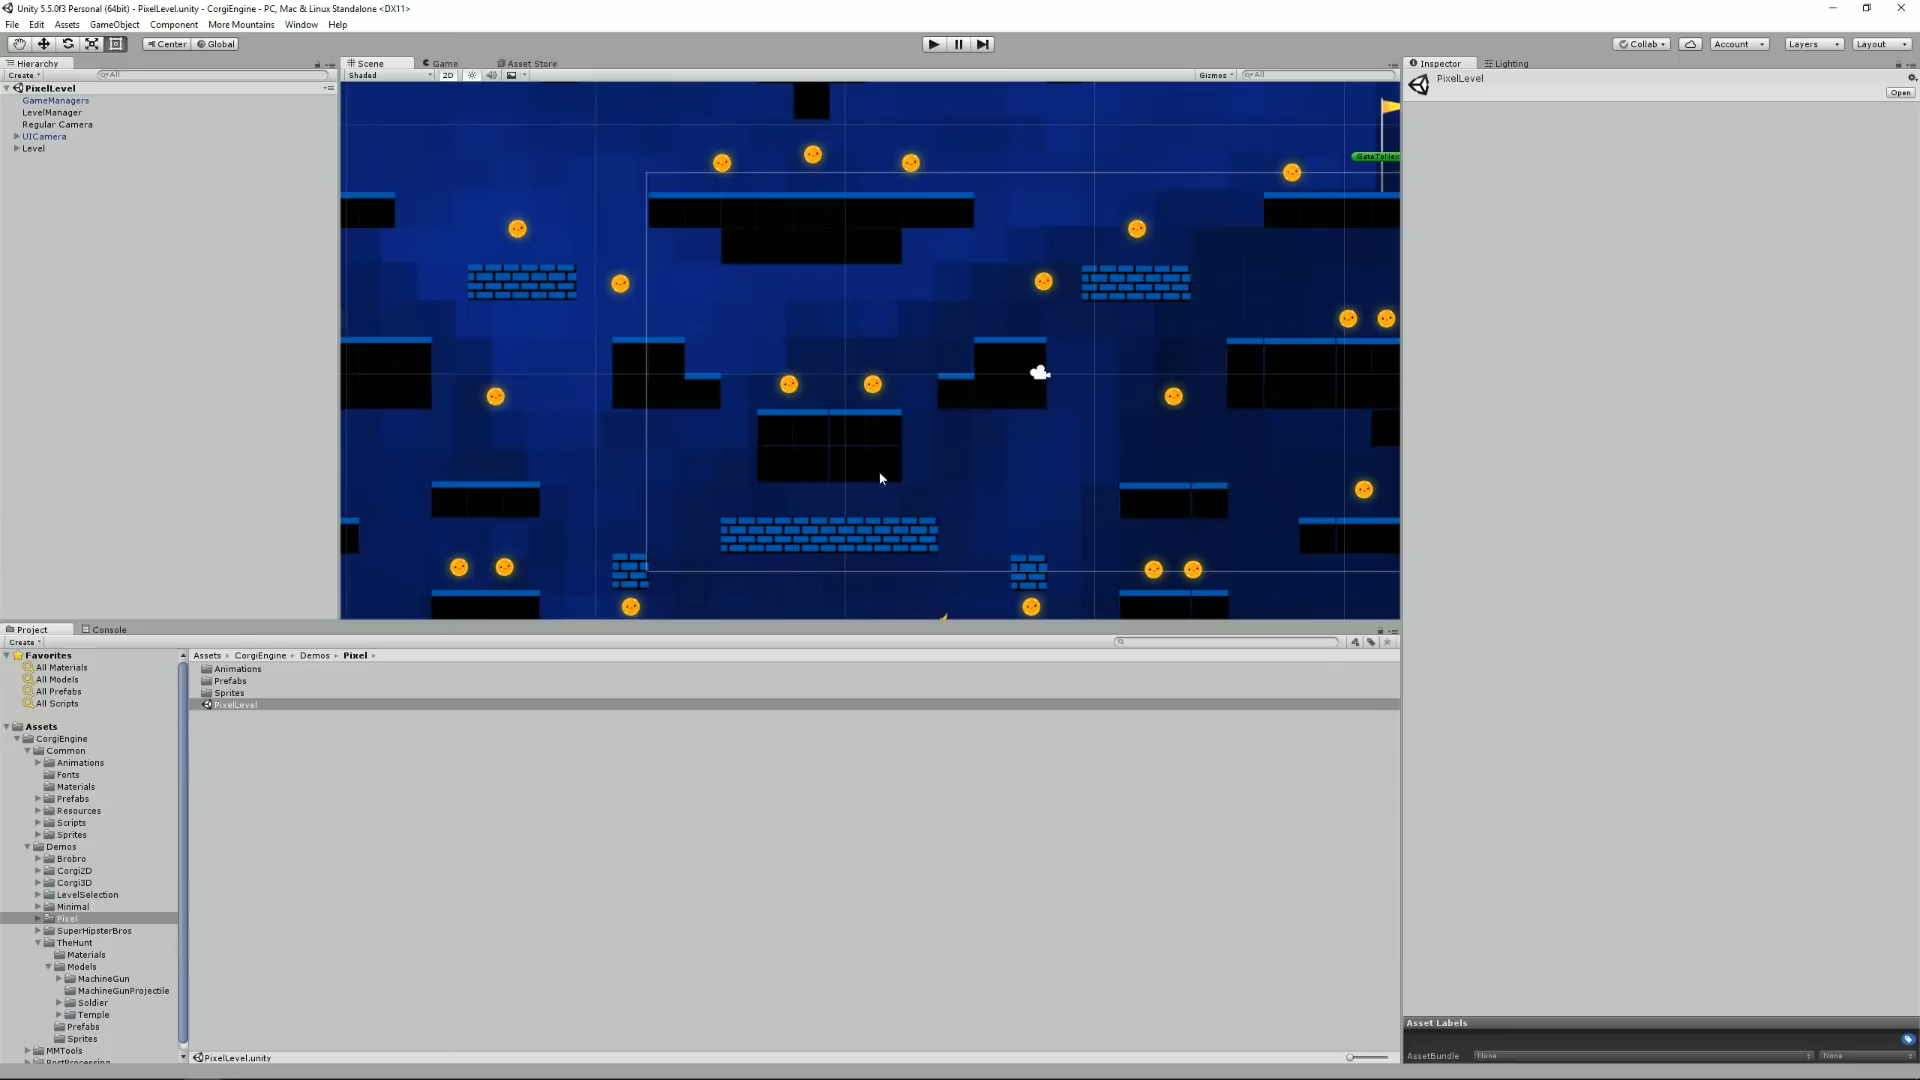 Unity 5.5.0f3 Personal (64bit) - PixelLevel.unity - CorgiEngine - PC, Mac & Linux Standalone <DX11>
File Edit Assets GameObject Component More Mountains Window Help
Center Global Collab Account Layers Layout
Hierarchy
Create All
PixelLevel
GameManagers
LevelManager
Regular Camera
UICamera
Level
Scene Game Asset Store
Shaded 2D Gizmos All
GateToNex
Inspector Lighting
PixelLevel
Open
Project Console
Create
Favorites
All Materials
All Models
All Prefabs
All Scripts
Assets
CorgiEngine
Common
Animations
Fonts
Materials
Prefabs
Resources
Scripts
Sprites
Demos
Brobro
Corgi2D
Corgi3D
LevelSelection
Minimal
Pixel
SuperHipsterBros
TheHunt
Materials
Models
MachineGun
MachineGunProjectile
Soldier
Temple
Prefabs
Sprites
MMTools
PostProcessing
Assets CorgiEngine Demos Pixel
Animations
Prefabs
Sprites
PixelLevel
PixelLevel.unity
Asset Labels
AssetBundle None None